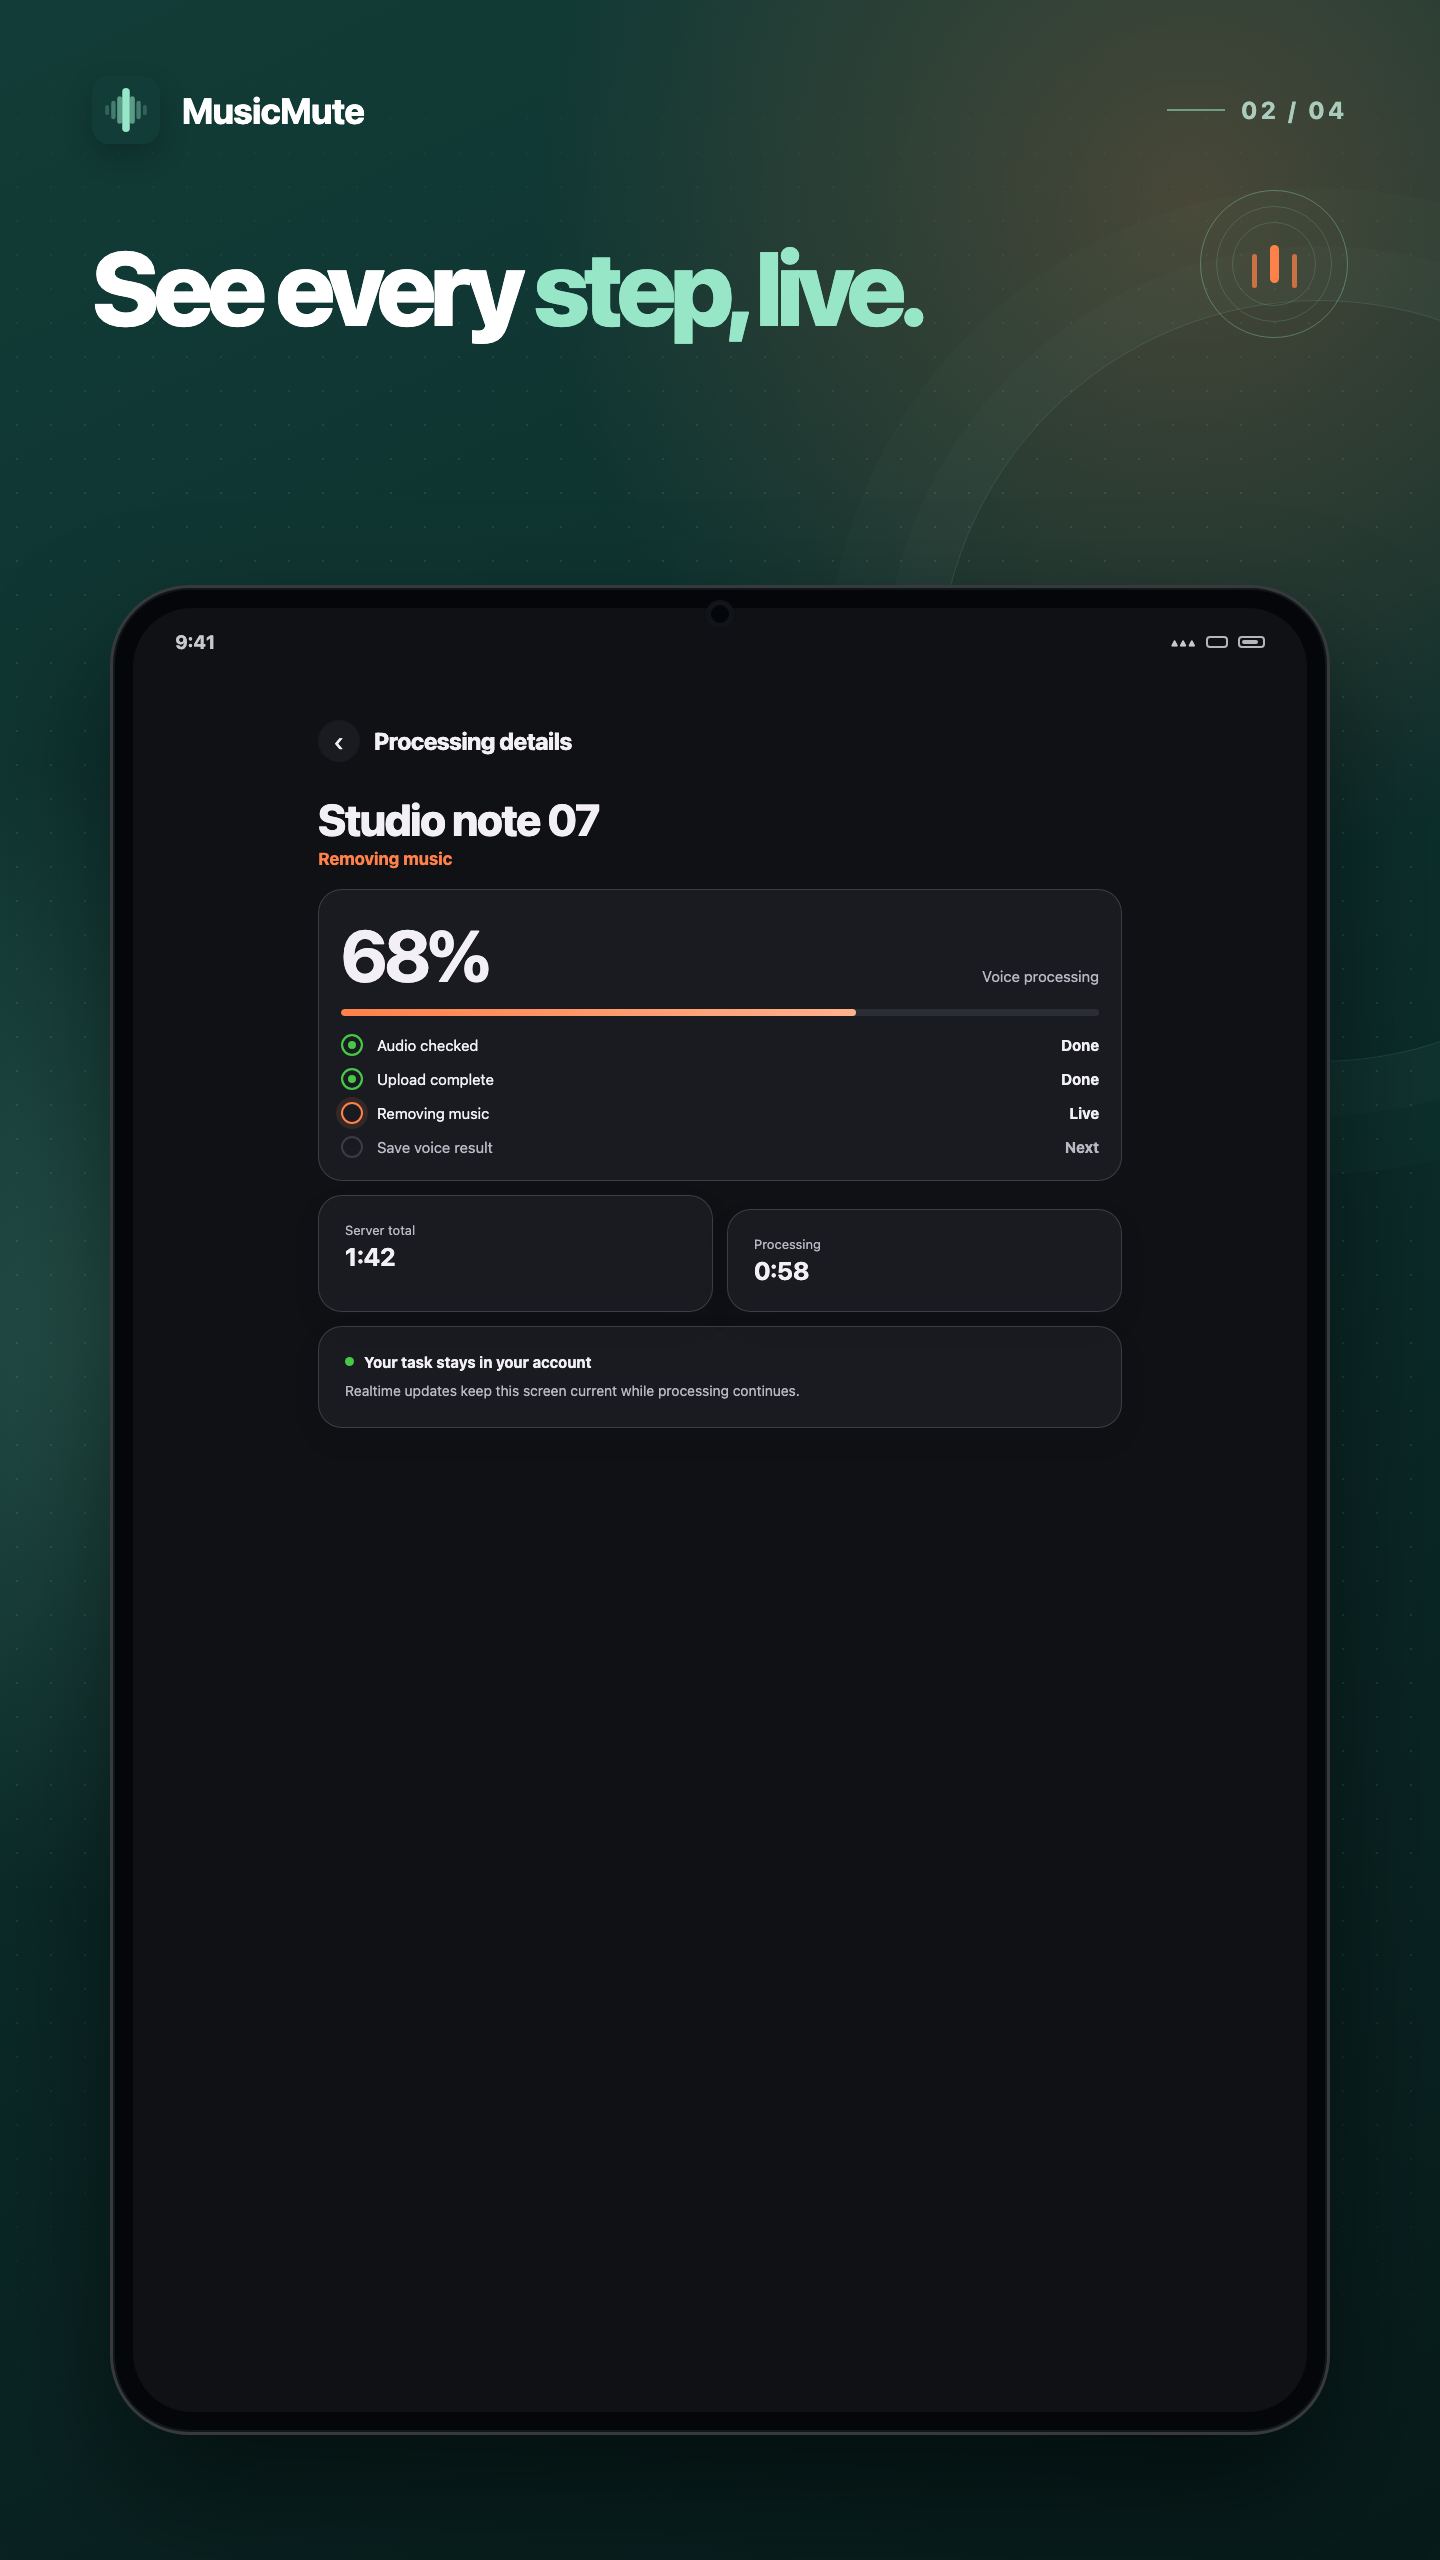 MusicMute
02 / 04
See every step, live.
9:41
Processing details
Studio note 07
Removing music
68%
Voice processing
Audio checked Done
Upload complete Done
Removing music Live
Save voice result Next
Server total
1:42
Processing
0:58
Your task stays in your account
Realtime updates keep this screen current while processing continues.